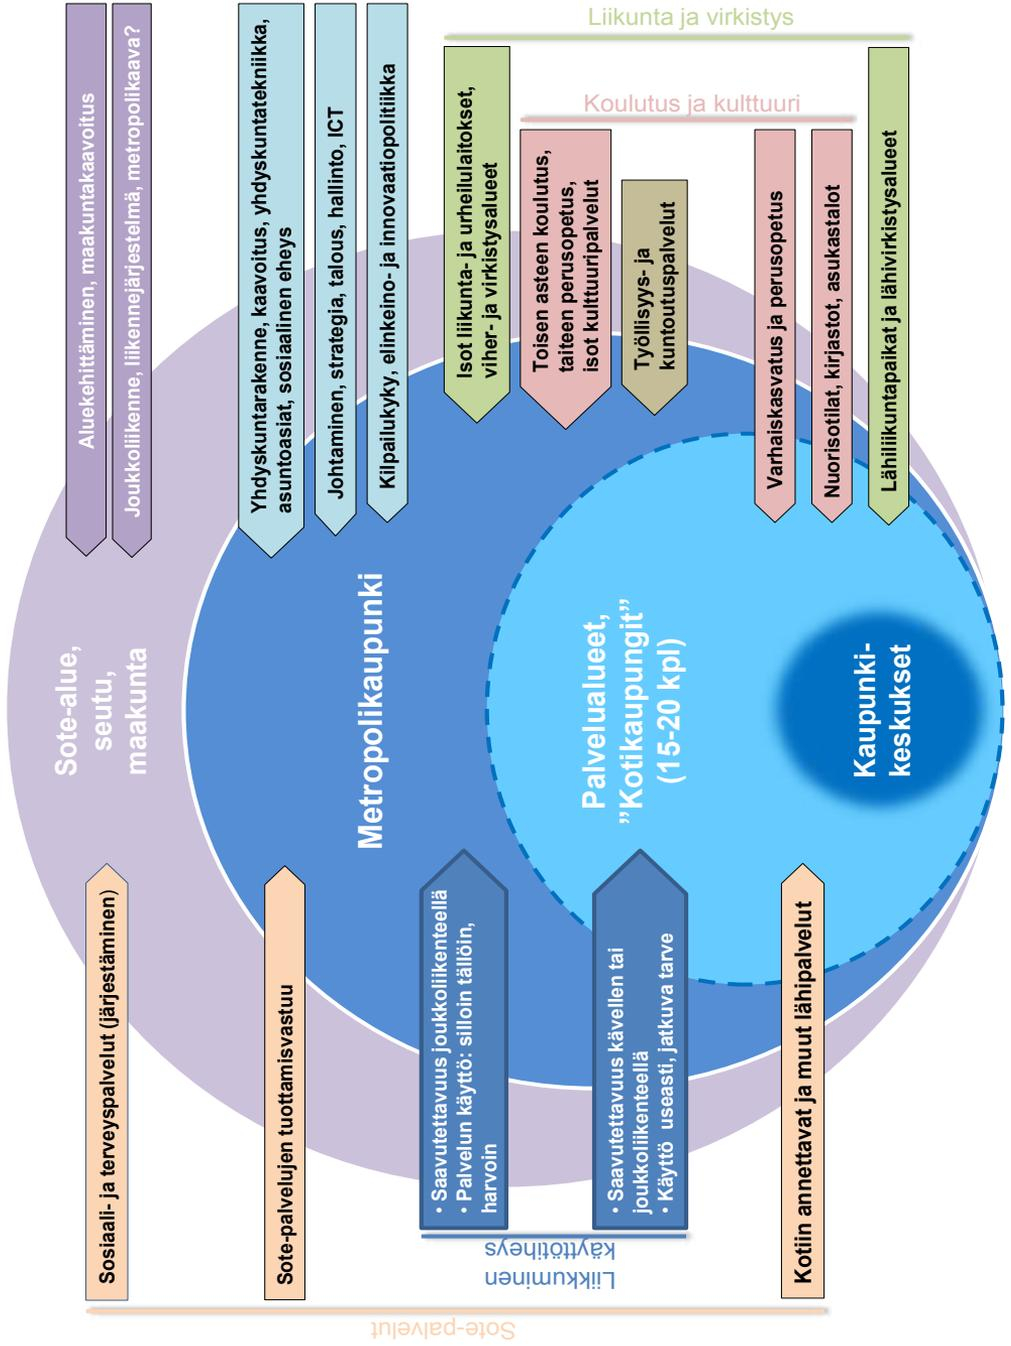 Sote-alue,
seutu,
maakunta
Metropolikaupunki
Palvelualueet,
”Kotikaupungit”
(15-20 kpl)
Kaupunki-
keskukset
Sote-palvelut
Sosiaali- ja terveyspalvelut (järjestäminen)
Sote-palvelujen tuottamisvastuu
Kotiin annettavat ja muut lähipalvelut
Liikkuminen
käyttötiheys
• Saavutettavuus joukkoliikenteellä
• Palvelun käyttö: silloin tällöin,
harvoin
• Saavutettavuus kävellen tai
joukkoliikenteellä
• Käyttö useasti, jatkuva tarve
Aluekehittäminen, maakuntakaavoitus
Joukkoliikenne, liikennejärjestelmä, metropolikaava?
Yhdyskuntarakenne, kaavoitus, yhdyskuntatekniikka,
asuntoasiat, sosiaalinen eheys
Johtaminen, strategia, talous, hallinto, ICT
Kilpailukyky, elinkeino- ja innovaatiopolitiikka
Isot liikunta- ja urheilulaitokset,
viher- ja virkistysalueet
Toisen asteen koulutus,
taiteen perusopetus,
isot kulttuuripalvelut
Työllisyys- ja
kuntoutuspalvelut
Varhaiskasvatus ja perusopetus
Nuorisotilat, kirjastot, asukastalot
Lähiliikuntapaikat ja lähivirkistysalueet
Koulutus ja kulttuuri
Liikunta ja virkistys